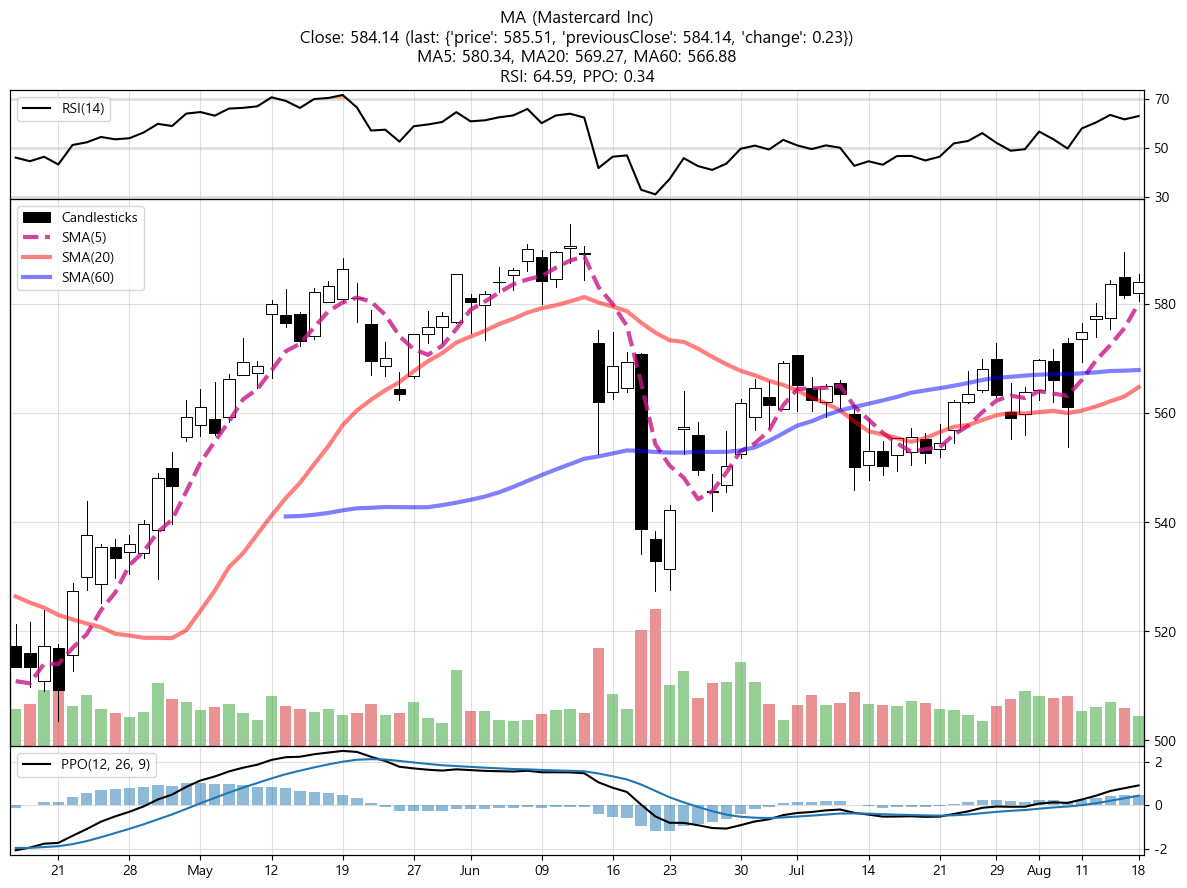 MA (Mastercard Inc)
Close: 584.14 (last: {'price': 585.51, 'previousClose': 584.14, 'change': 0.23})
MA5: 580.34, MA20: 569.27, MA60: 566.88
RSI: 64.59, PPO: 0.34
RSI(14)
70
50
30
Candlesticks
SMA(5)
SMA(20)
SMA(60)
580
560
540
520
500
PPO(12, 26, 9)
2
0
−2
21 28 May 12 19 27 Jun 09 16 23 30 Jul 14 21 29 Aug 11 18